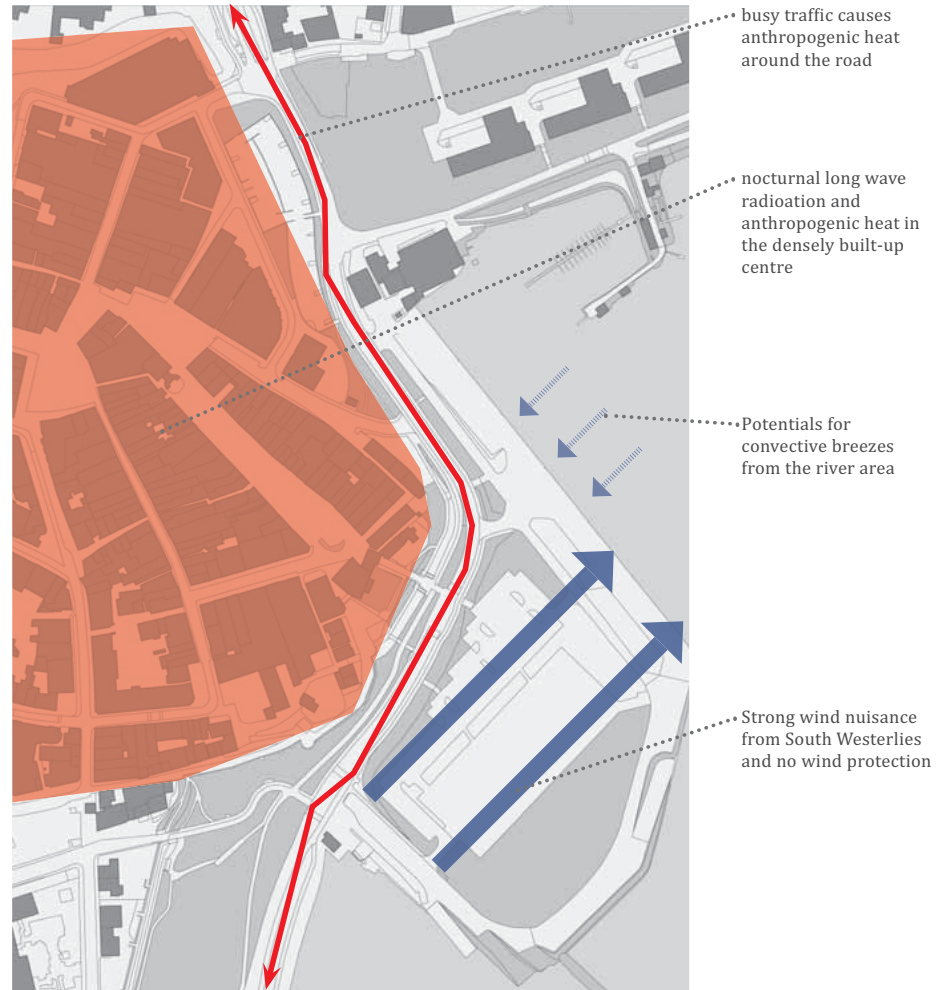 busy traffic causes
anthropogenic heat
around the road
nocturnal long wave
radioation and
anthropogenic heat in
the densely built-up
centre
Potentials for
convective breezes
from the river area
Strong wind nuisance
from South Westerlies
and no wind protection